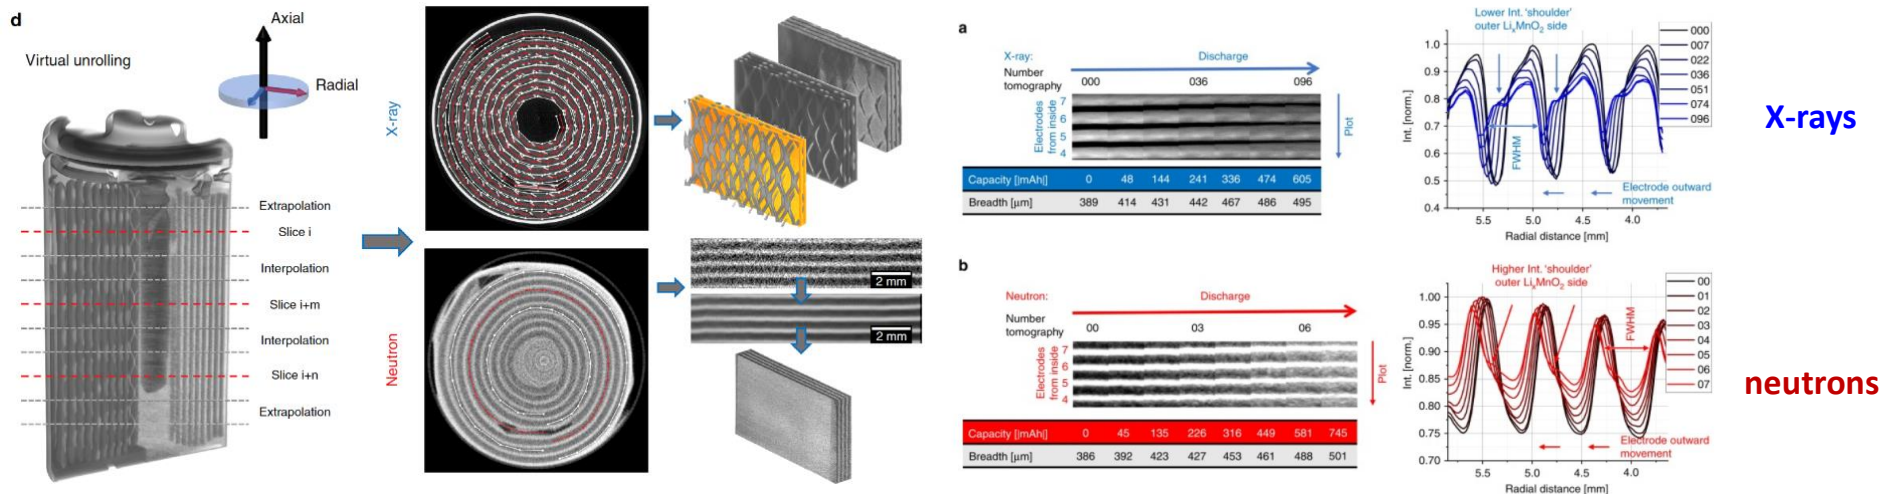 d
Axial
Virtual unrolling
Radial
X-ray
Extrapolation
Slice i
Interpolation
Slice i+m
Interpolation
Slice i+n
Extrapolation
Neutron
2 mm
2 mm
a
X-ray:
Discharge
Number
tomography
000 036 096
Electrodes
from inside
7
6
5
4
Plot
Capacity [|mAh|] 0 48 144 241 336 474 605
Breadth [μm] 389 414 431 442 467 486 495
Lower Int. 'shoulder'
outer LixMnO2 side
000
007
022
036
051
074
096
1.0
0.9
0.8
0.7
0.6
0.5
0.4
Int. [norm.]
FWHM
Electrode outward
movement
5.5 5.0 4.5 4.0
Radial distance [mm]
X-rays
b
Neutron:
Discharge
Number
tomography
00 03 06
Electrodes
from inside
7
6
5
4
Plot
Capacity [|mAh|] 0 45 135 226 316 449 581 745
Breadth [μm] 386 392 423 427 453 461 488 501
Higher Int. 'shoulder'
outer LixMnO2 side
00
01
02
03
04
05
06
07
1.00
0.95
0.90
0.85
0.80
0.75
0.70
Int. [norm.]
FWHM
Electrode outward
movement
5.5 5.0 4.5 4.0
Radial distance [mm]
neutrons